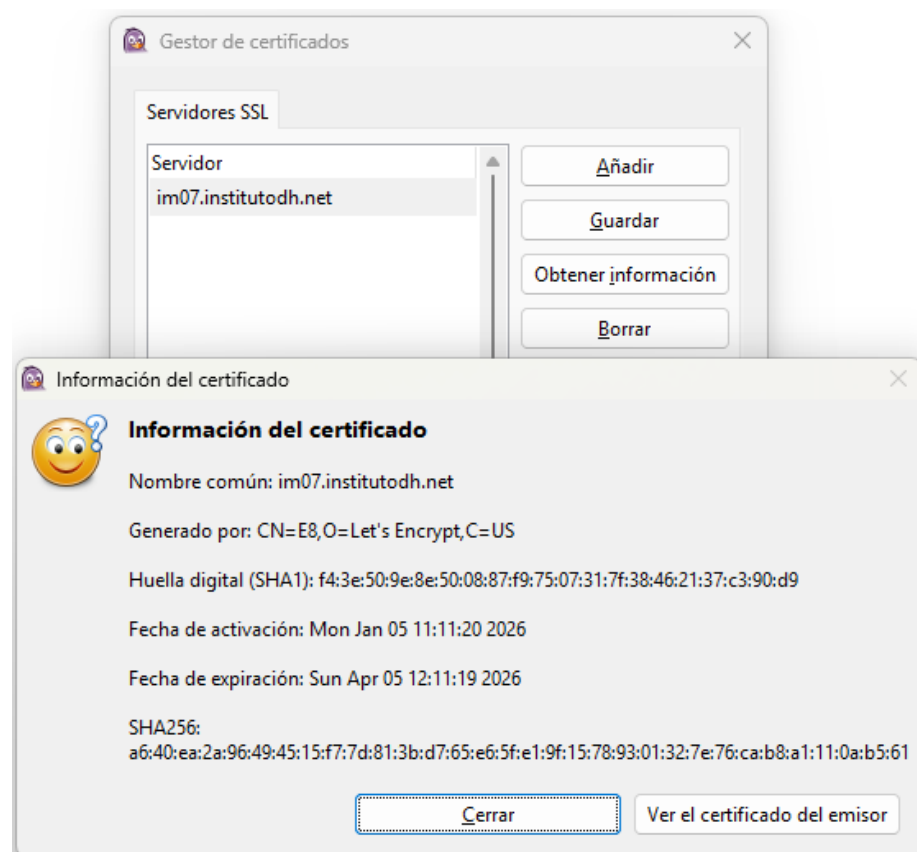 Gestor de certificados
Servidores SSL
Servidor
im07.institutodh.net
Añadir
Guardar
Obtener información
Borrar
Información del certificado
Información del certificado
Nombre común: im07.institutodh.net
Generado por: CN=E8,O=Let's Encrypt,C=US
Huella digital (SHA1): f4:3e:50:9e:8e:50:08:87:f9:75:07:31:7f:38:46:21:37:c3:90:d9
Fecha de activación: Mon Jan 05 11:11:20 2026
Fecha de expiración: Sun Apr 05 12:11:19 2026
SHA256:
a6:40:ea:2a:96:49:45:15:f7:7d:81:3b:d7:65:e6:5f:e1:9f:15:78:93:01:32:7e:76:ca:b8:a1:11:0a:b5:61
Cerrar
Ver el certificado del emisor